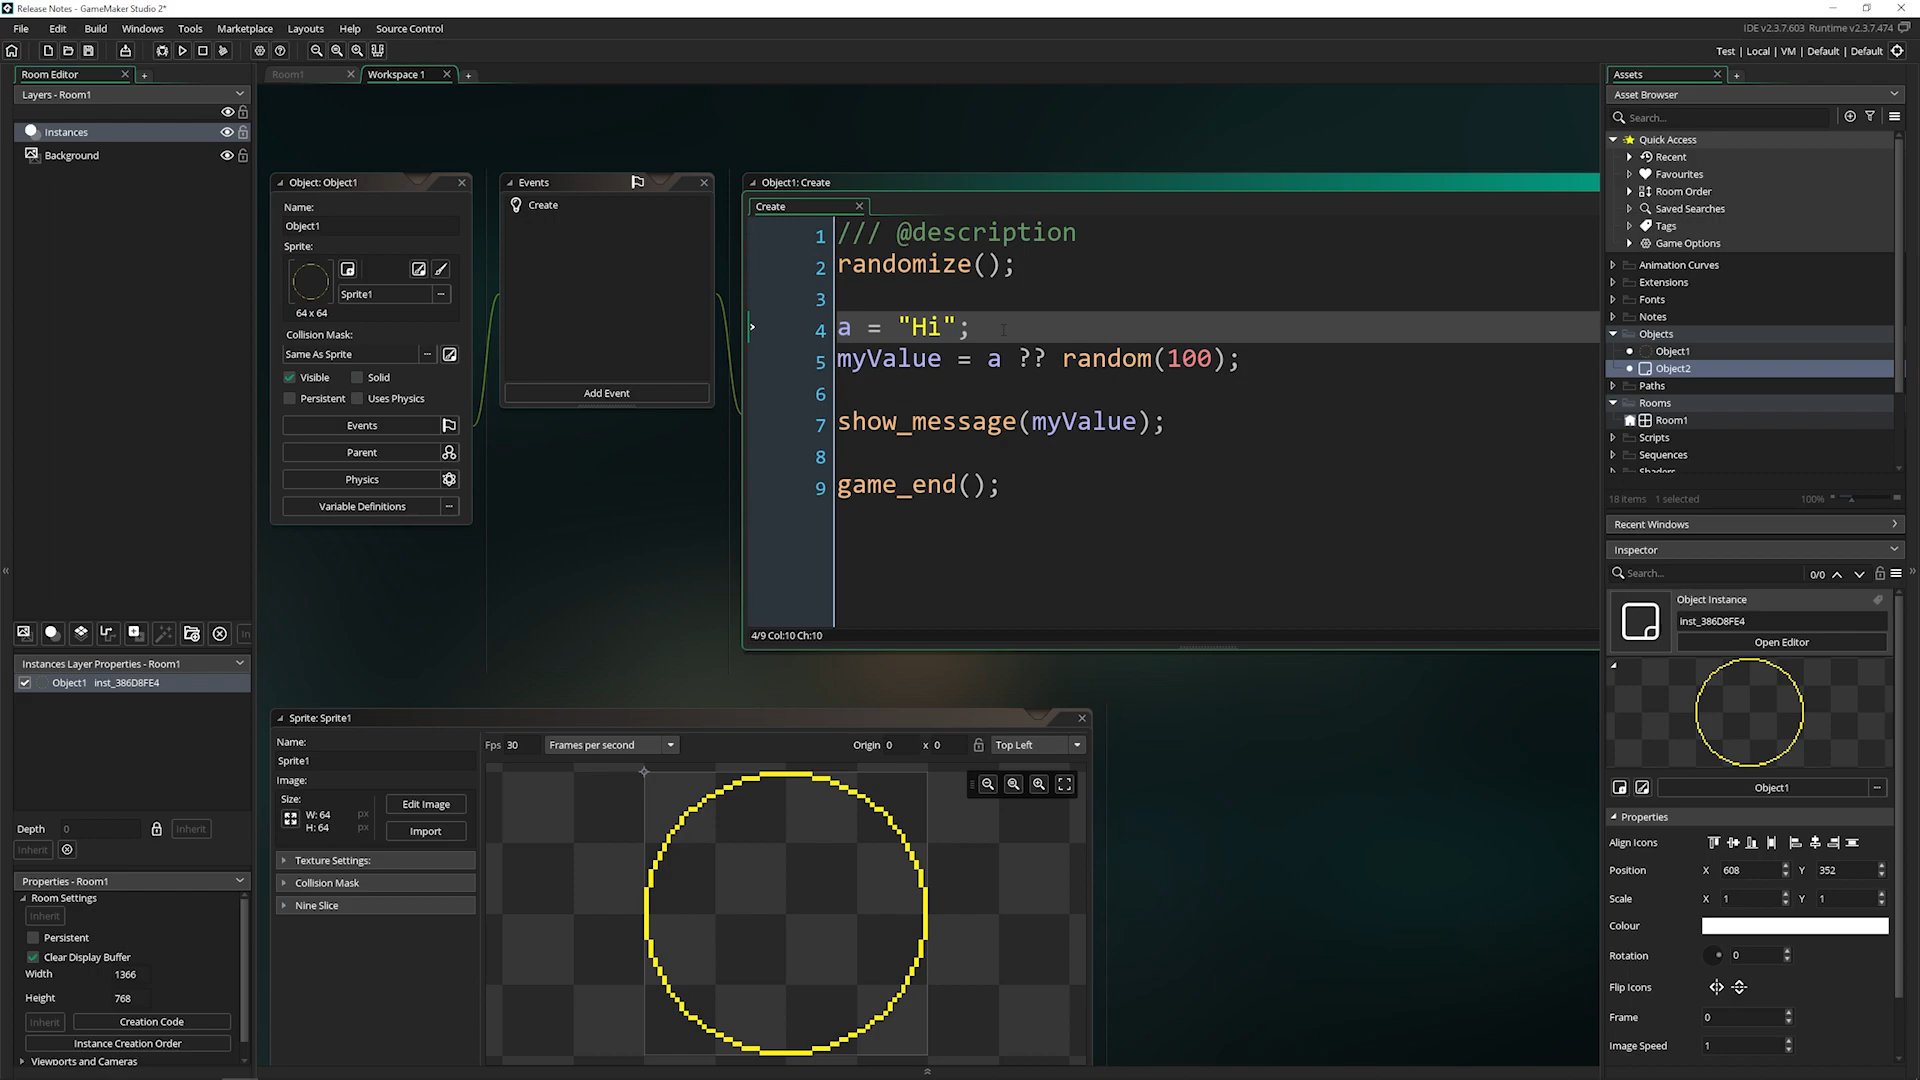 Release Notes - GameMaker Studio 2*
File Edit Build Windows Tools Marketplace Layouts Help Source Control
IDE v2.3.7.603 Runtime v2.3.7.474
Test | Local | VM | Default | Default
Room Editor
Layers - Room1
Instances
Background
Instances Layer Properties - Room1
Object1 inst_386D8FE4
Depth 0 Inherit
Inherit
Properties - Room1
Room Settings
Inherit
Persistent
Clear Display Buffer
Width 1366
Height 768
Inherit Creation Code
Instance Creation Order
Viewports and Cameras
Room1
Workspace 1
Object: Object1
Name:
Object1
Sprite:
Sprite1
64 x 64
Collision Mask:
Same As Sprite
Visible Solid
Persistent Uses Physics
Events
Parent
Physics
Variable Definitions
Events
Create
Add Event
Object1: Create
Create
1 /// @description
2 randomize();
3
4 a = "Hi";
5 myValue = a ?? random(100);
6
7 show_message(myValue);
8
9 game_end();
4/9 Col:10 Ch:10
Sprite: Sprite1
Name:
Sprite1
Image:
Size:
W: 64 px
H: 64 px
Edit Image
Import
Texture Settings:
Collision Mask
Nine Slice
Fps 30 Frames per second
Origin 0 x 0 Top Left
Assets
Asset Browser
Search...
Quick Access
Recent
Favourites
Room Order
Saved Searches
Tags
Game Options
Animation Curves
Extensions
Fonts
Notes
Objects
Object1
Object2
Paths
Rooms
Room1
Scripts
Sequences
Shaders
18 items 1 selected 100%
Recent Windows
Inspector
Search... 0/0
Object Instance
inst_386D8FE4
Open Editor
Object1
Properties
Align Icons
Position X 608 Y 352
Scale X 1 Y 1
Colour
Rotation 0
Flip Icons
Frame 0
Image Speed 1